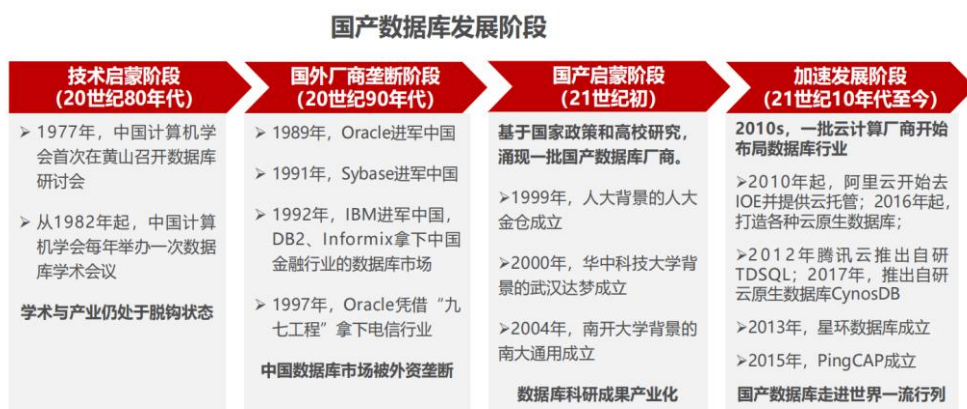 国产数据库发展阶段
技术启蒙阶段
(20世纪80年代)
➢ 1977年，中国计算机学
会首次在黄山召开数据库
研讨会
➢ 从1982年起，中国计算
机学会每年举办一次数据
库学术会议
学术与产业仍处于脱钩状态
国外厂商垄断阶段
(20世纪90年代)
➢ 1989年，Oracle进军中国
➢ 1991年，Sybase进军中国
➢ 1992年，IBM进军中国，
DB2、Informix拿下中国
金融行业的数据库市场
➢ 1997年，Oracle凭借“九
七工程”拿下电信行业
中国数据库市场被外资垄断
国产启蒙阶段
(21世纪初)
基于国家政策和高校研究，
涌现一批国产数据库厂商。
➢1999年，人大背景的人大
金仓成立
➢2000年，华中科技大学背
景的武汉达梦成立
➢2004年，南开大学背景的
南大通用成立
数据库科研成果产业化
加速发展阶段
(21世纪10年代至今)
2010s，一批云计算厂商开始
布局数据库行业
➢2010年起，阿里云开始去
IOE并提供云托管；2016年起，
打造各种云原生数据库；
➢2012年腾讯云推出自研
TDSQL；2017年，推出自研
云原生数据库CynosDB
➢2013年，星环数据库成立
➢2015年，PingCAP成立
国产数据库走进世界一流行列